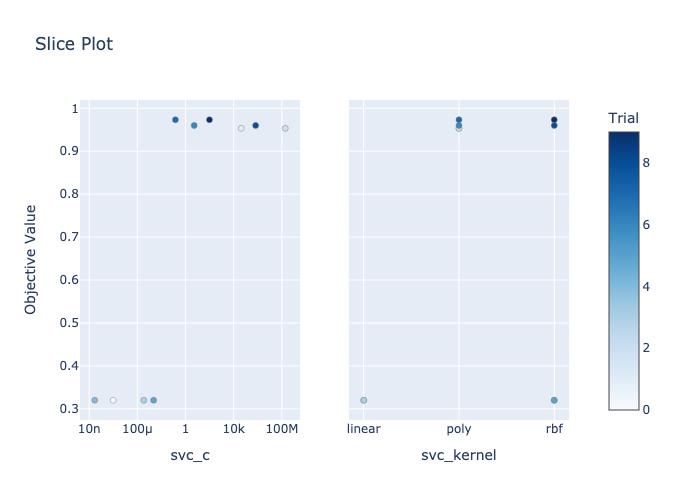 Slice Plot
Trial
1
0.9
0.8
0.7
0.6
0.5
0.4
0.3
Objective Value
10n 100μ 1 10k 100M
linear poly rbf
svc_c
svc_kernel
8
6
4
2
0